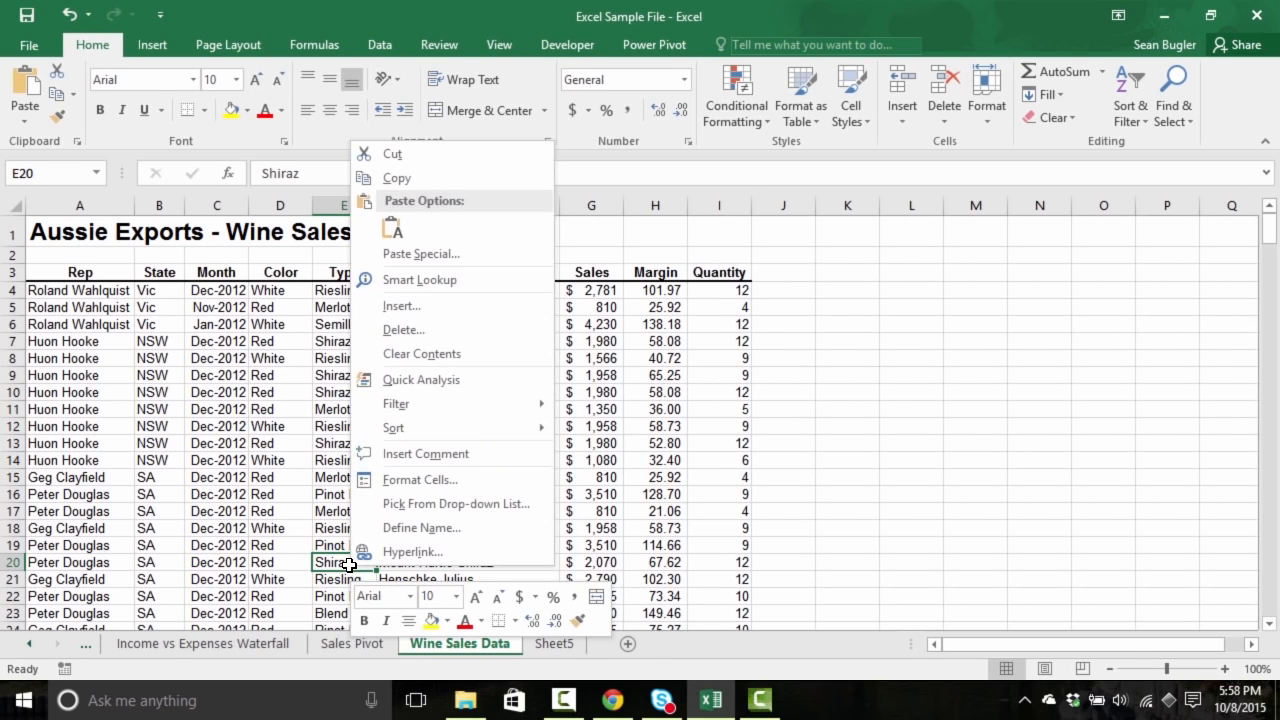 Excel Sample File - Excel
File Home Insert Page Layout Formulas Data Review View Developer Power Pivot Tell me what you want to do... Sean Bugler Share
Arial 10 Wrap Text General AutoSum
Fill
Paste B I U Merge & Center $ % , Conditional Formatting Format as Table Cell Styles Insert Delete Format Clear Sort & Filter Find & Select
Clipboard Font Alignment Number Styles Cells Editing
E20 fx Shiraz
A B C D E G H I J K L M N O P Q
1 Aussie Exports - Wine Sales
2
3 Rep State Month Color Sales Margin Quantity
4 Roland Wahlquist Vic Dec-2012 White $ 2,781 101.97 12
5 Roland Wahlquist Vic Nov-2012 Red Merlot $ 810 25.92 4
6 Roland Wahlquist Vic Jan-2012 White $ 4,230 138.18 12
7 Huon Hooke NSW Dec-2012 Red Shiraz $ 1,980 58.08 12
8 Huon Hooke NSW Dec-2012 White $ 1,566 40.72 9
9 Huon Hooke NSW Dec-2012 Red Shiraz $ 1,958 65.25 9
10 Huon Hooke NSW Dec-2012 Red Shiraz $ 1,980 58.08 12
11 Huon Hooke NSW Dec-2012 Red Merlot $ 1,350 36.00 5
12 Huon Hooke NSW Dec-2012 White $ 1,958 58.73 9
13 Huon Hooke NSW Dec-2012 Red Shiraz $ 1,980 52.80 12
14 Huon Hooke NSW Dec-2012 White $ 1,080 32.40 6
15 Geg Clayfield SA Dec-2012 Red Merlot $ 810 25.92 4
16 Peter Douglas SA Dec-2012 Red Pinot $ 3,510 128.70 9
17 Peter Douglas SA Dec-2012 Red Merlot $ 810 21.06 4
18 Geg Clayfield SA Dec-2012 White $ 1,958 58.73 9
19 Peter Douglas SA Dec-2012 Red Pinot $ 3,510 114.66 9
20 Peter Douglas SA Dec-2012 Red $ 2,070 67.62 12
21 Geg Clayfield SA Dec-2012 White Riesling Henschke Julius $ 2,790 102.30 12
22 Peter Douglas SA Dec-2012 Red Pinot 73.34 10
23 Peter Douglas SA Dec-2012 Red Blend 149.46 12
Cut
Copy
Paste Options:
Paste Special...
Smart Lookup
Insert...
Delete...
Clear Contents
Quick Analysis
Filter
Sort
Insert Comment
Format Cells...
Pick From Drop-down List...
Define Name...
Hyperlink...
Arial 10 A A $ % ,
B I A
... Income vs Expenses Waterfall Sales Pivot Wine Sales Data Sheet5
Ready 100%
Ask me anything 5:58 PM
10/8/2015